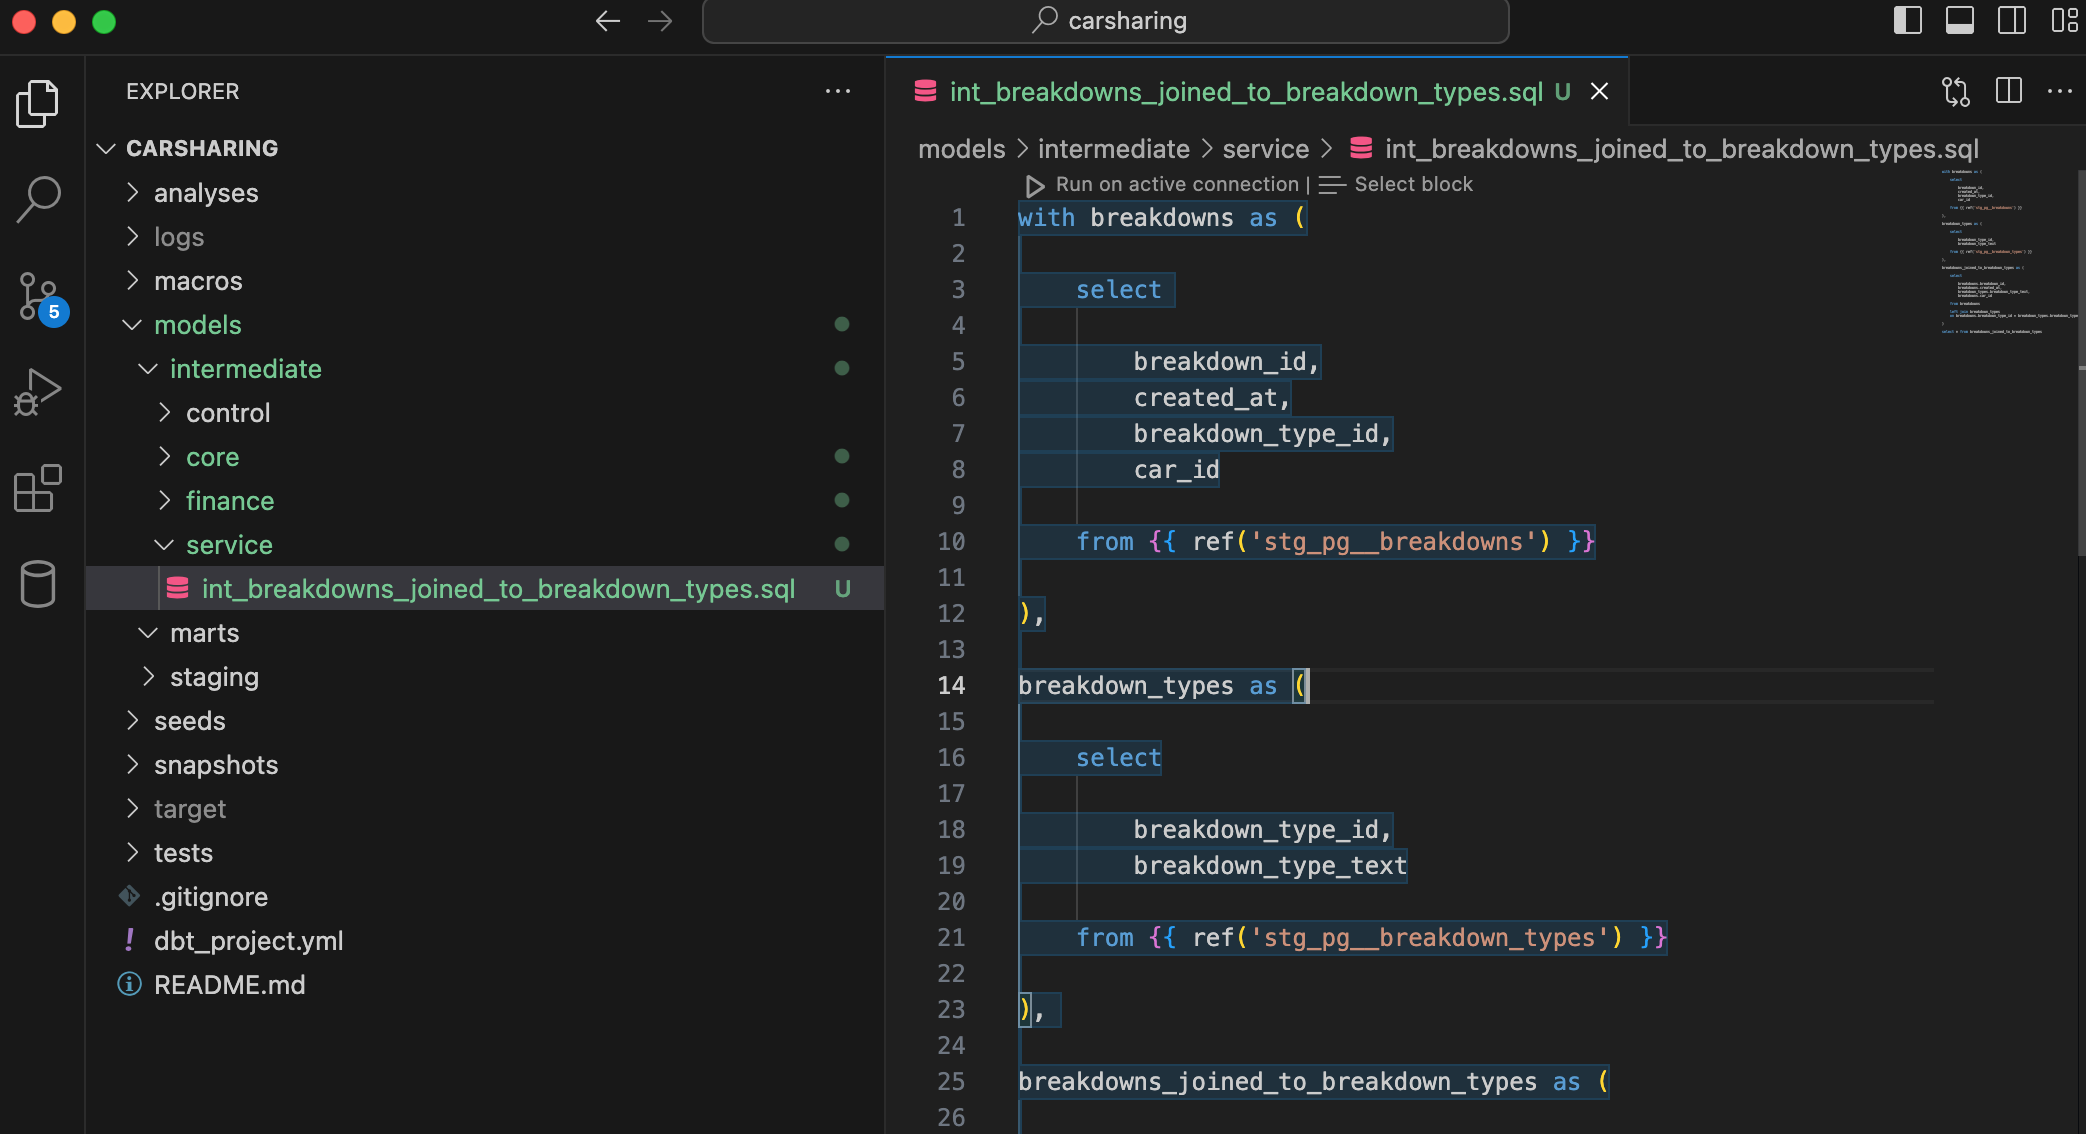 carsharing
EXPLORER
CARSHARING
analyses
logs
macros
models
intermediate
control
core
finance
service
int_breakdowns_joined_to_breakdown_types.sql U
marts
staging
seeds
snapshots
target
tests
.gitignore
dbt_project.yml
README.md
5
int_breakdowns_joined_to_breakdown_types.sql U
models > intermediate > service > int_breakdowns_joined_to_breakdown_types.sql
Run on active connection | Select block
1 with breakdowns as (
2
3 select
4
5 breakdown_id,
6 created_at,
7 breakdown_type_id,
8 car_id
9
10 from {{ ref('stg_pg__breakdowns') }}
11
12 ),
13
14 breakdown_types as (
15
16 select
17
18 breakdown_type_id,
19 breakdown_type_text
20
21 from {{ ref('stg_pg__breakdown_types') }}
22
23 ),
24
25 breakdowns_joined_to_breakdown_types as (
26